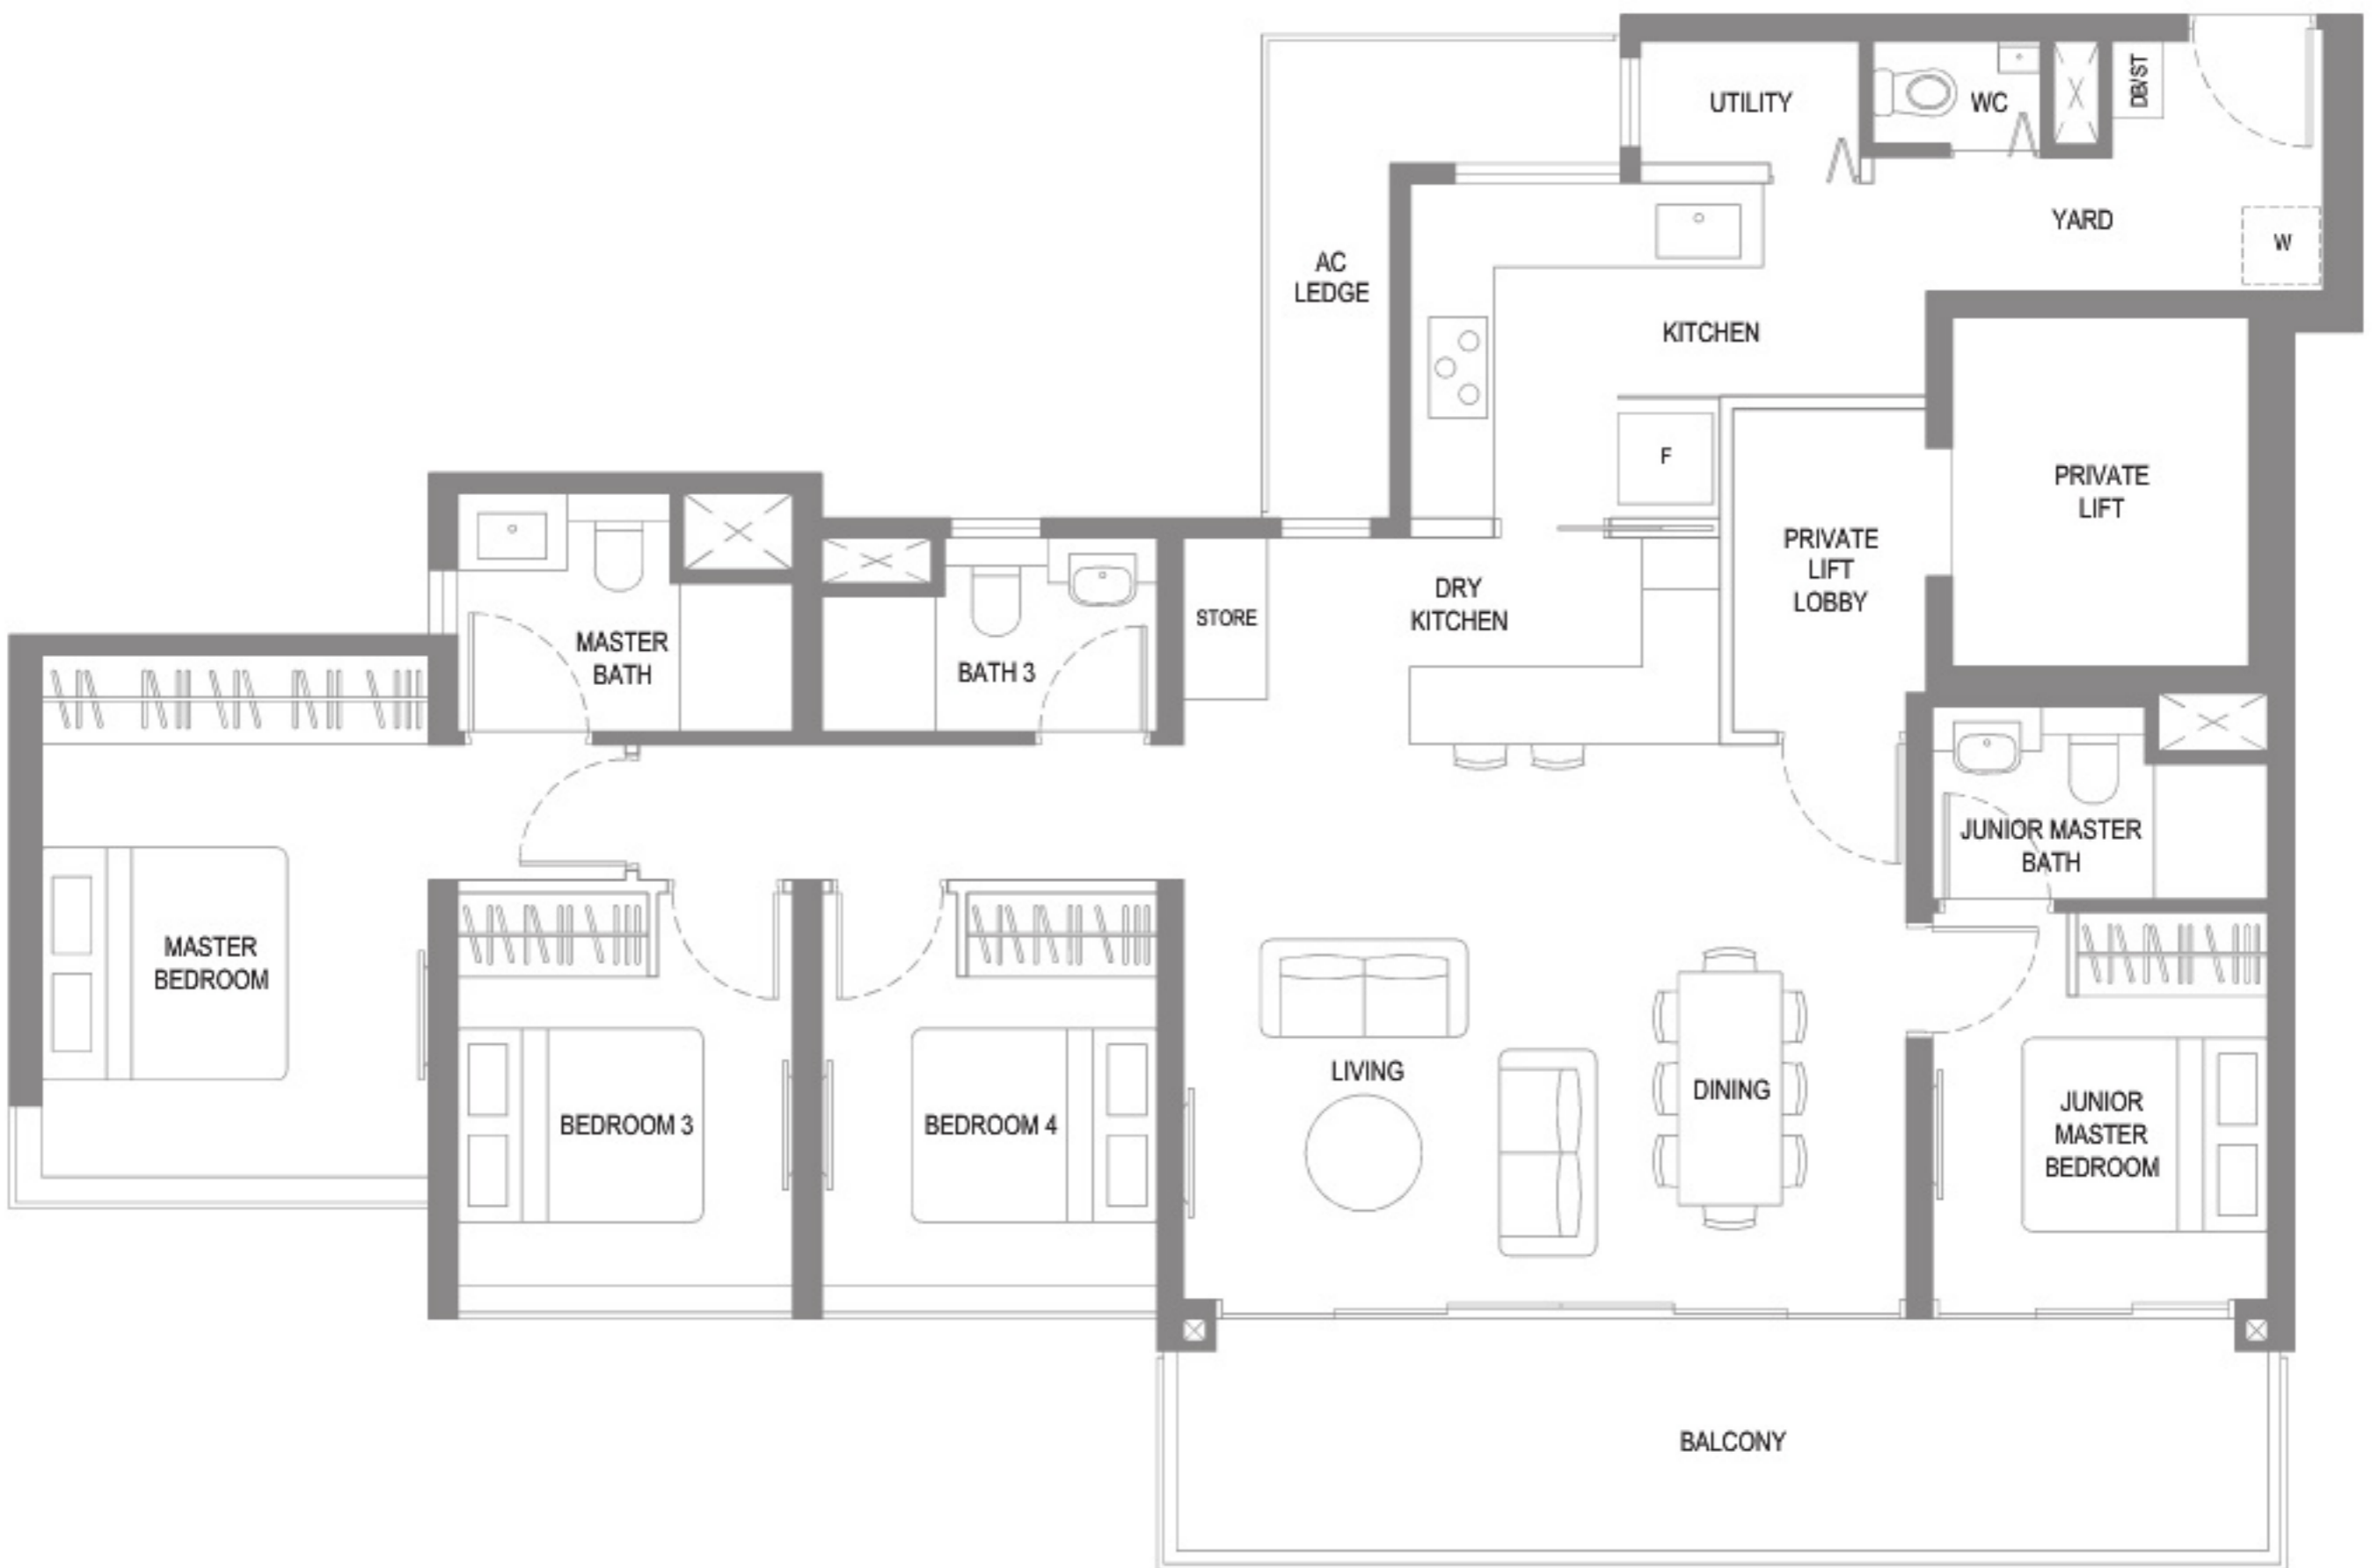 UTILITY
WC
DB/ST
YARD
W
AC
LEDGE
KITCHEN
F
PRIVATE
LIFT
PRIVATE
LIFT
LOBBY
DRY
KITCHEN
STORE
MASTER
BATH
BATH 3
JUNIOR MASTER
BATH
MASTER
BEDROOM
BEDROOM 3
BEDROOM 4
LIVING
DINING
JUNIOR
MASTER
BEDROOM
BALCONY